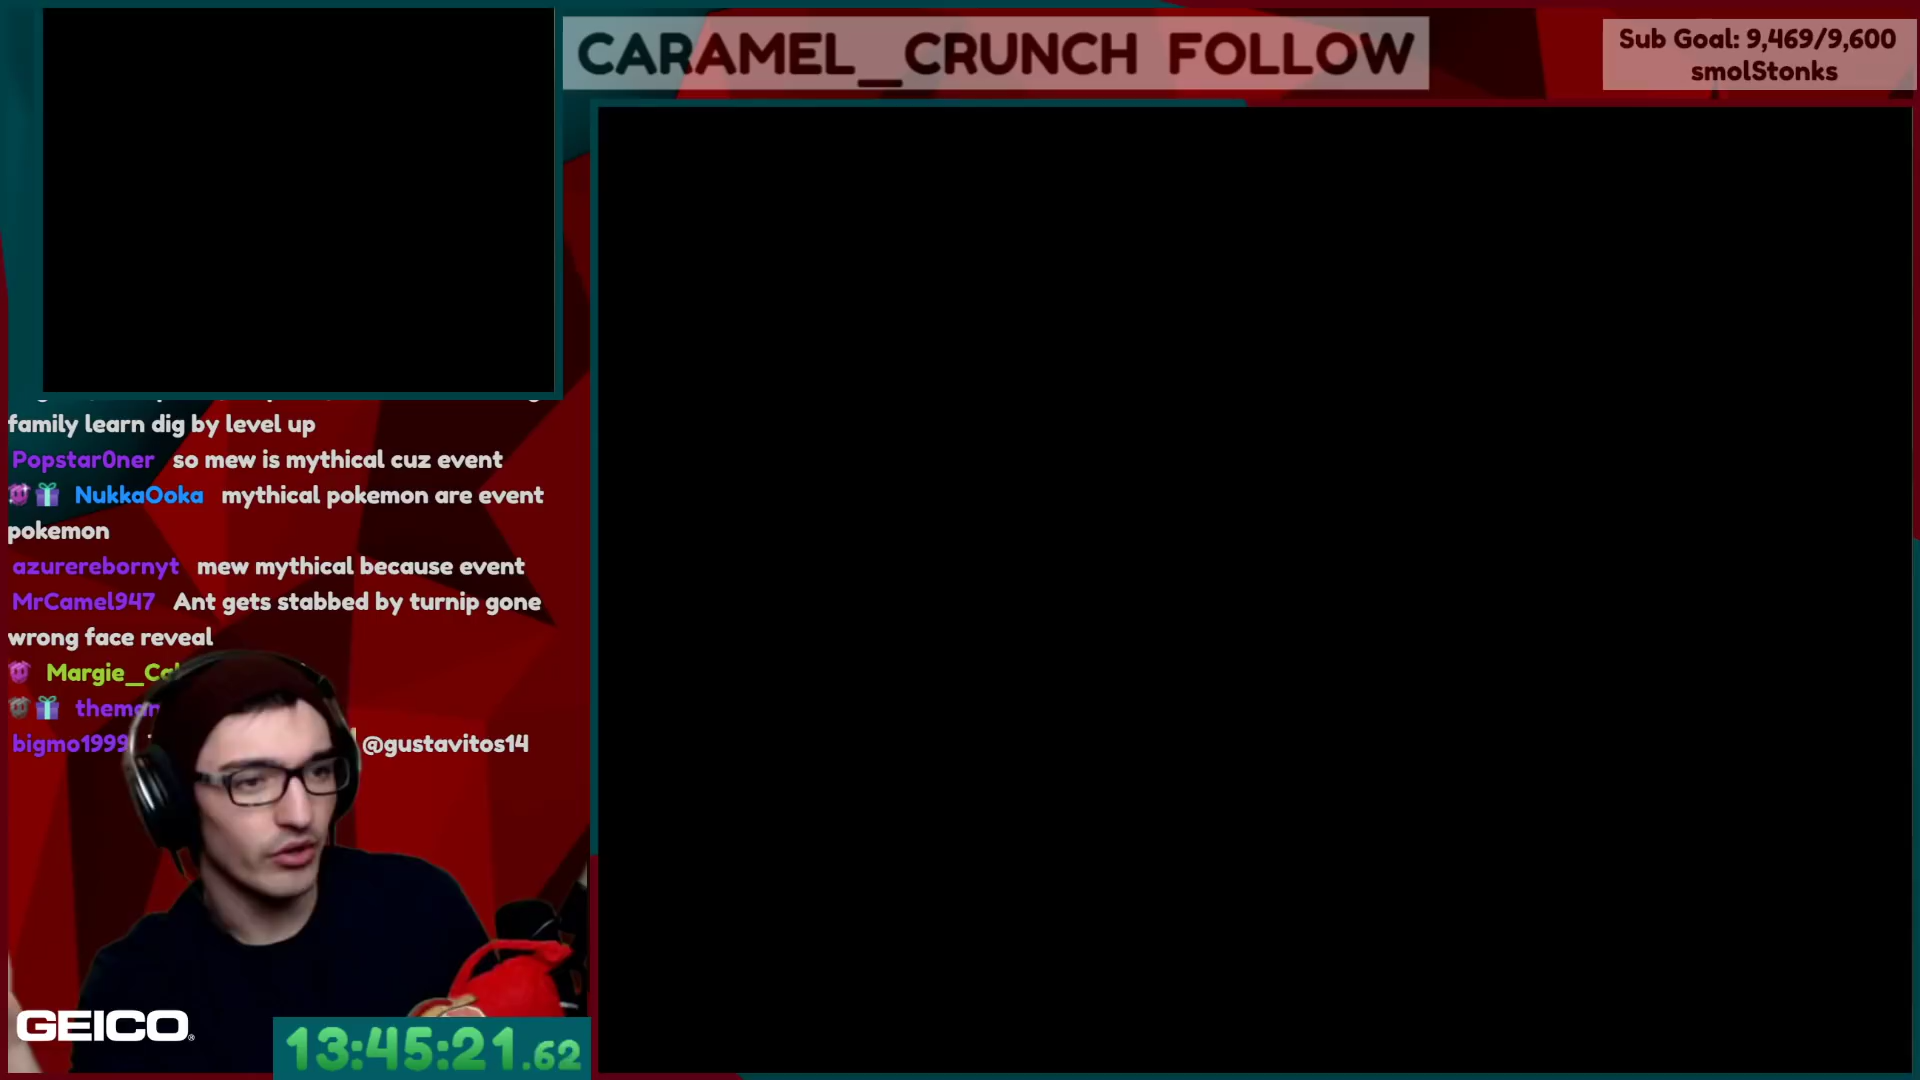 CARAMEL_CRUNCH FOLLOW
Sub Goal: 9,469/9,600
smolStonks
family learn dig by level up
Popstar0ner so mew is mythical cuz event
NukkaOoka mythical pokemon are event
pokemon
azurerebornyt mew mythical because event
MrCamel947 Ant gets stabbed by turnip gone
wrong face reveal
bigmo1999 @gustavitos14
GEICO
13:45:21.62